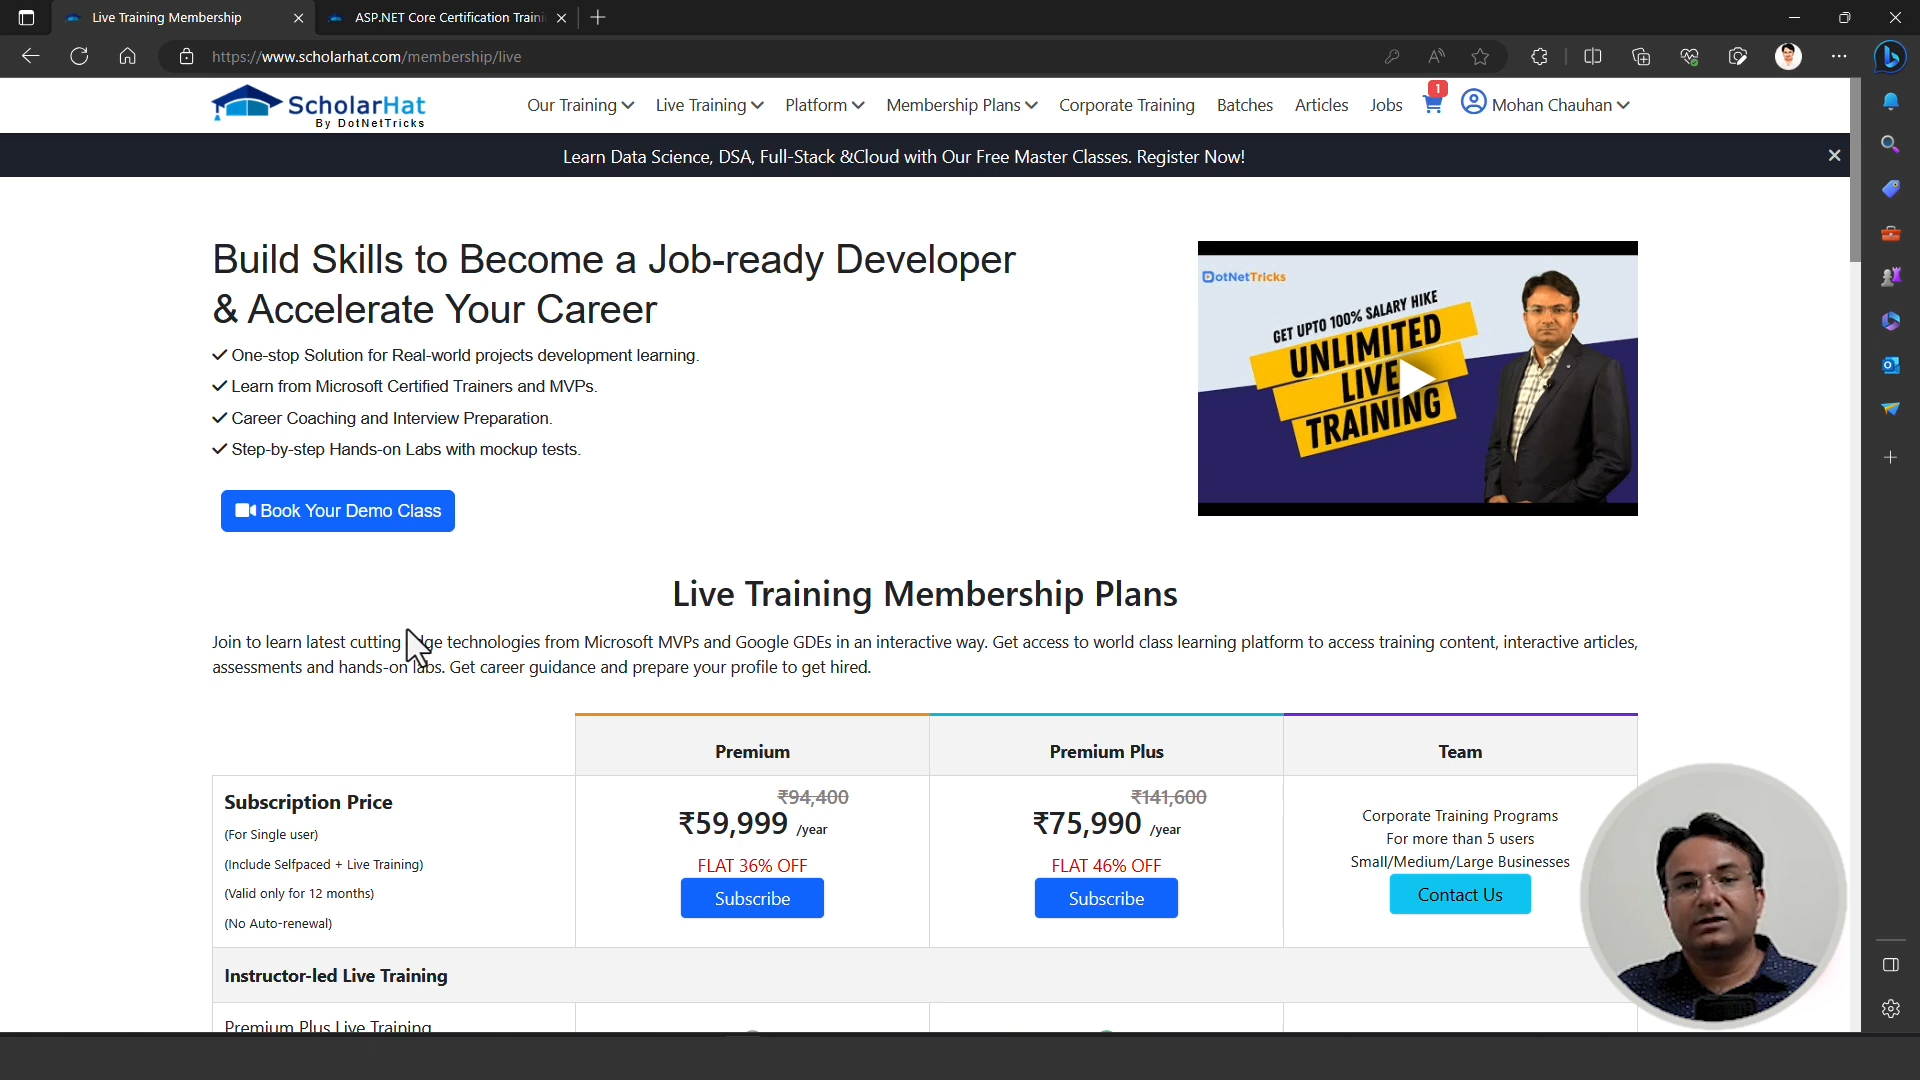 Live Training Membership
ASP.NET Core Certification Traini
https://www.scholarhat.com/membership/live
ScholarHat
By DotNetTricks
Our Training
Live Training
Platform
Membership Plans
Corporate Training
Batches
Articles
Jobs
1
Mohan Chauhan
Learn Data Science, DSA, Full-Stack &Cloud with Our Free Master Classes. Register Now!
Build Skills to Become a Job-ready Developer
& Accelerate Your Career
One-stop Solution for Real-world projects development learning.
Learn from Microsoft Certified Trainers and MVPs.
Career Coaching and Interview Preparation.
Step-by-step Hands-on Labs with mockup tests.
Book Your Demo Class
DotNetTricks
GET UPTO 100% SALARY HIKE
UNLIMITED
LIVE
TRAINING
Live Training Membership Plans
Join to learn latest cutting edge technologies from Microsoft MVPs and Google GDEs in an interactive way. Get access to world class learning platform to access training content, interactive articles,
assessments and hands-on labs. Get career guidance and prepare your profile to get hired.
Premium
Premium Plus
Team
Subscription Price
(For Single user)
(Include Selfpaced + Live Training)
(Valid only for 12 months)
(No Auto-renewal)
₹94,400
₹59,999 /year
FLAT 36% OFF
Subscribe
₹141,600
₹75,990 /year
FLAT 46% OFF
Subscribe
Corporate Training Programs
For more than 5 users
Small/Medium/Large Businesses
Contact Us
Instructor-led Live Training
Premium Plus Live Training